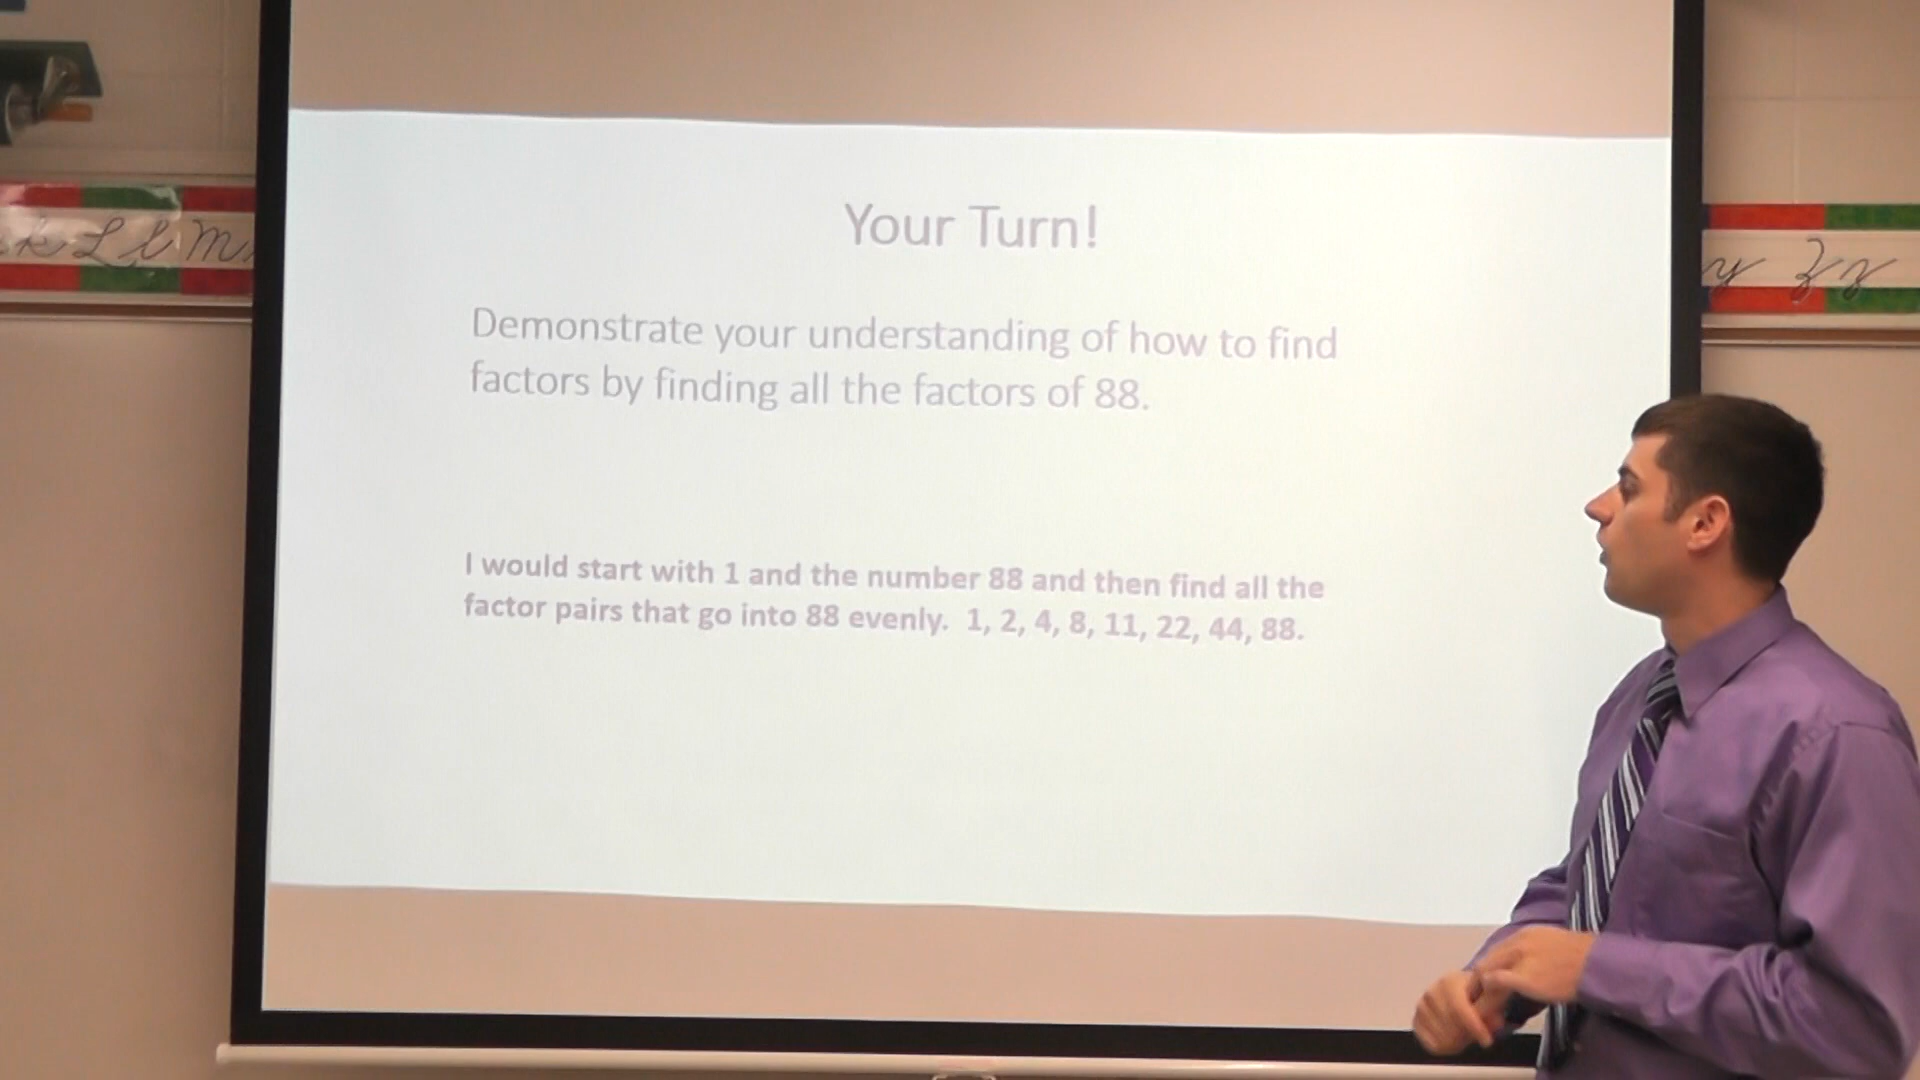 Your Turn!
Demonstrate your understanding of how to find
factors by finding all the factors of 88.
I would start with 1 and the number 88 and then find all the
factor pairs that go into 88 evenly.  1, 2, 4, 8, 11, 22, 44, 88.
k L l M
y Z z